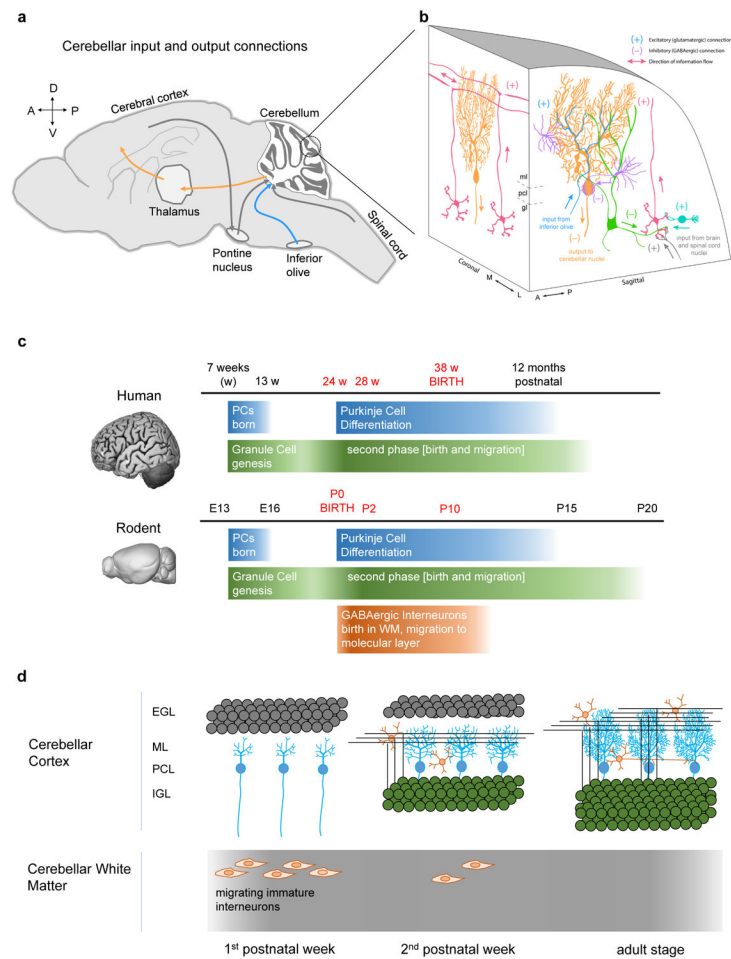 a
Cerebellar input and output connections
D
A
P
V
Cerebral cortex
Cerebellum
Thalamus
Pontine
nucleus
Inferior
olive
Spinal cord
b
(+) Excitatory (glutamatergic) connection
(−) Inhibitory (GABAergic) connection
Direction of information flow
(+)
(+)
(−)
(+)
(−)
ml
pcl
gl
(−)
(−)
(−)
(+)
(+)
input from
inferior olive
output to
cerebellar nuclei
input from brain
and spinal cord
nuclei
Coronal
M
L
A
P
Sagittal
c
7 weeks
(w)
13 w
24 w
28 w
38 w
BIRTH
12 months
postnatal
Human
PCs
born
Purkinje Cell
Differentiation
Granule Cell
genesis
second phase [birth and migration]
E13
E16
P0
BIRTH
P2
P10
P15
P20
Rodent
PCs
born
Purkinje Cell
Differentiation
Granule Cell
genesis
second phase [birth and migration]
GABAergic Interneurons
birth in WM, migration to
molecular layer
d
Cerebellar
Cortex
EGL
ML
PCL
IGL
Cerebellar White
Matter
migrating immature
interneurons
1st postnatal week
2nd postnatal week
adult stage